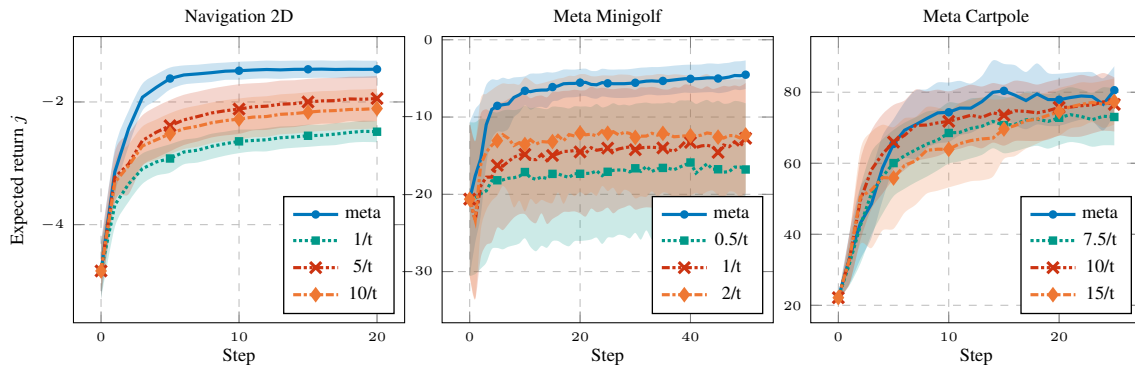 Navigation 2D
Meta Minigolf
Meta Cartpole
Expected return j
−2
−4
0
10
20
Step
meta
1/t
5/t
10/t
0
−10
−20
−30
0
20
40
Step
meta
0.5/t
1/t
2/t
80
60
40
20
0
20
Step
meta
7.5/t
10/t
15/t